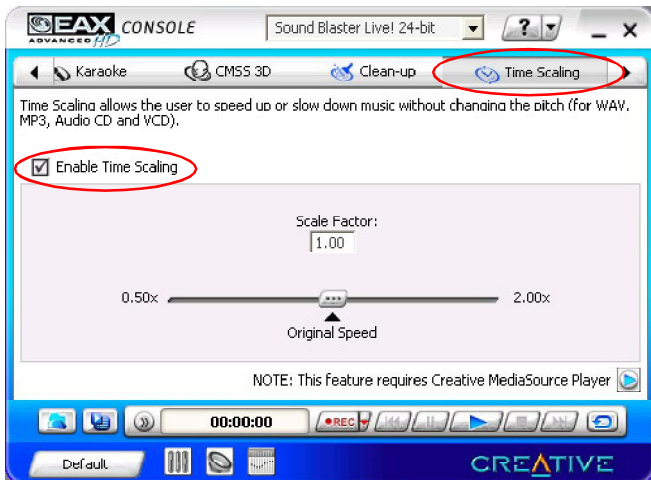 EAX CONSOLE
ADVANCED HD
Sound Blaster Live! 24-bit
?
Karaoke
CMSS 3D
Clean-up
Time Scaling
Time Scaling allows the user to speed up or slow down music without changing the pitch (for WAV,
MP3, Audio CD and VCD).
Enable Time Scaling
Scale Factor:
1.00
0.50x
2.00x
Original Speed
NOTE: This feature requires Creative MediaSource Player
00:00:00
REC
Default
CREATIVE